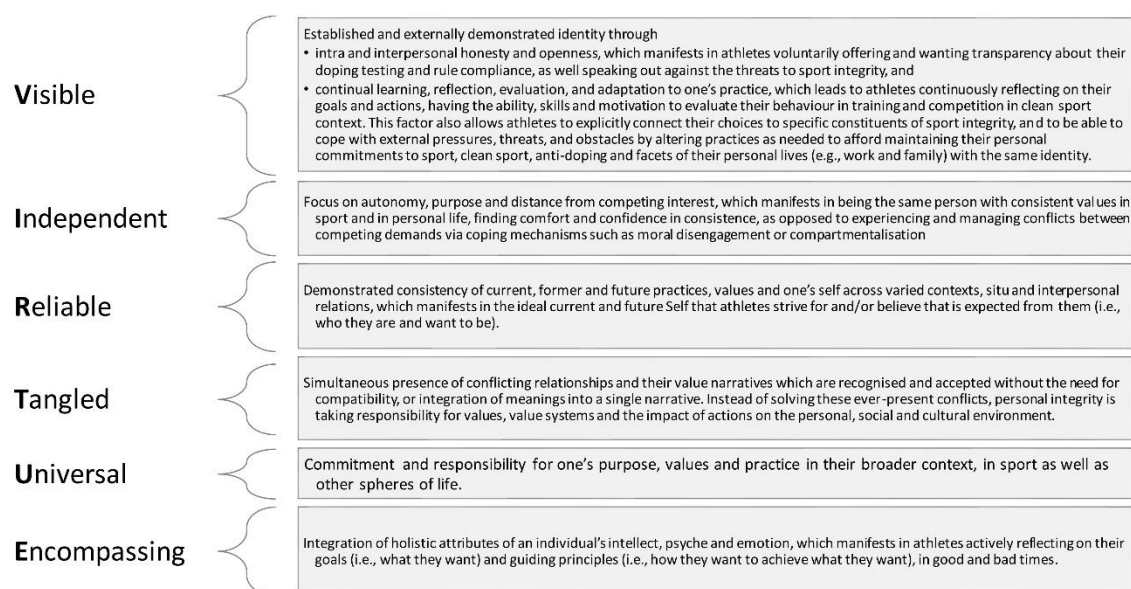 Visible
Established and externally demonstrated identity through
• intra and interpersonal honesty and openness, which manifests in athletes voluntarily offering and wanting transparency about their
doping testing and rule compliance, as well speaking out against the threats to sport integrity, and
• continual learning, reflection, evaluation, and adaptation to one's practice, which leads to athletes continuously reflecting on their
goals and actions, having the ability, skills and motivation to evaluate their behaviour in training and competition in clean sport
context. This factor also allows athletes to explicitly connect their choices to specific constituents of sport integrity, and to be able to
cope with external pressures, threats, and obstacles by altering practices as needed to afford maintaining their personal
commitments to sport, clean sport, anti-doping and facets of their personal lives (e.g., work and family) with the same identity.
Independent
Focus on autonomy, purpose and distance from competing interest, which manifests in being the same person with consistent values in
sport and in personal life, finding comfort and confidence in consistence, as opposed to experiencing and managing conflicts between
competing demands via coping mechanisms such as moral disengagement or compartmentalisation
Reliable
Demonstrated consistency of current, former and future practices, values and one's self across varied contexts, situ and interpersonal
relations, which manifests in the ideal current and future Self that athletes strive for and/or believe that is expected from them (i.e.,
who they are and want to be).
Tangled
Simultaneous presence of conflicting relationships and their value narratives which are recognised and accepted without the need for
compatibility, or integration of meanings into a single narrative. Instead of solving these ever-present conflicts, personal integrity is
taking responsibility for values, value systems and the impact of actions on the personal, social and cultural environment.
Universal
Commitment and responsibility for one's purpose, values and practice in their broader context, in sport as well as
other spheres of life.
Encompassing
Integration of holistic attributes of an individual's intellect, psyche and emotion, which manifests in athletes actively reflecting on their
goals (i.e., what they want) and guiding principles (i.e., how they want to achieve what they want), in good and bad times.